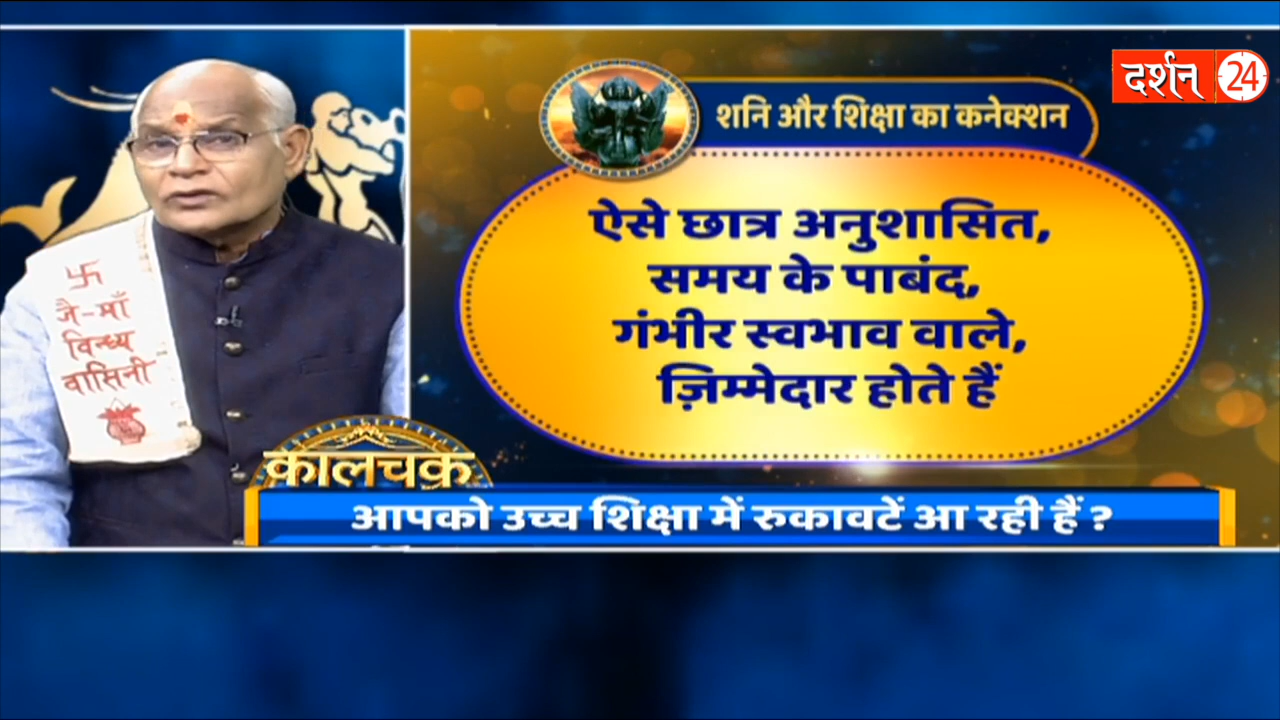 दर्शन 24
शनि और शिक्षा का कनेक्शन
ऐसे छात्र अनुशासित,
समय के पाबंद,
गंभीर स्वभाव वाले,
ज़िम्मेदार होते हैं
जै-माँ
विन्ध्य
वासिनी
कालचक्र
आपको उच्च शिक्षा में रुकावटें आ रही हैं ?